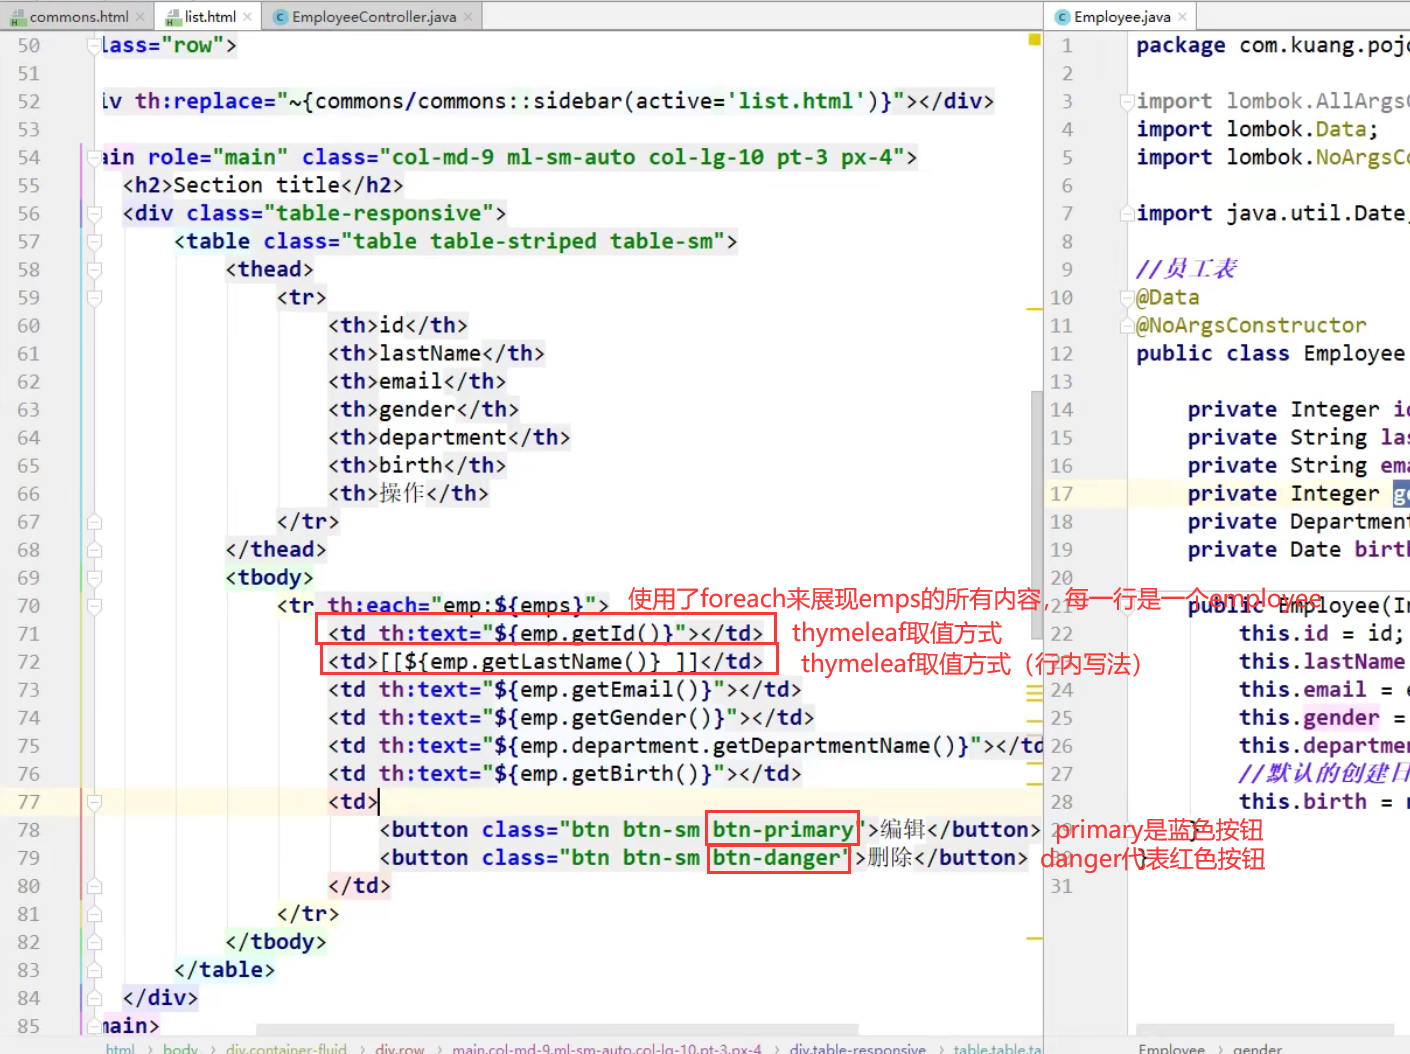 commons.html
list.html
EmployeeController.java
50 lass="row">
51
52 iv th:replace="~{commons/commons::sidebar(active='list.html')}"></div>
53
54 ain role="main" class="col-md-9 ml-sm-auto col-lg-10 pt-3 px-4">
55 <h2>Section title</h2>
56 <div class="table-responsive">
57 <table class="table table-striped table-sm">
58 <thead>
59 <tr>
60 <th>id</th>
61 <th>lastName</th>
62 <th>email</th>
63 <th>gender</th>
64 <th>department</th>
65 <th>birth</th>
66 <th>操作</th>
67 </tr>
68 </thead>
69 <tbody>
70 <tr th:each="emp:${emps}"> 使用了foreach来展现emps的所有内容，每一行是一个employee
71 <td th:text="${emp.getId()}"></td> thymeleaf取值方式
72 <td>[[${emp.getLastName()} ]]</td> thymeleaf取值方式（行内写法）
73 <td th:text="${emp.getEmail()}"></td>
74 <td th:text="${emp.getGender()}"></td>
75 <td th:text="${emp.department.getDepartmentName()}"></td
76 <td th:text="${emp.getBirth()}"></td>
77 <td>
78 <button class="btn btn-sm btn-primary">编辑</button> primary是蓝色按钮
79 <button class="btn btn-sm btn-danger">删除</button> danger代表红色按钮
80 </td>
81 </tr>
82 </tbody>
83 </table>
84 </div>
85 main>
html › body › div.container-fluid › div.row › main.col-md-9.ml-sm-auto.col-lg-10.pt-3.px-4 › div.table-responsive › table.table.ta
Employee.java
1 package com.kuang.pojo
2
3 import lombok.AllArgsC
4 import lombok.Data;
5 import lombok.NoArgsCo
6
7 import java.util.Date;
8
9 //员工表
10 @Data
11 @NoArgsConstructor
12 public class Employee
13
14 private Integer id
15 private String las
16 private String ema
17 private Integer ge
18 private Department
19 private Date birth
20
21 public Employee(In
22 this.id = id;
23 this.lastName
24 this.email = e
25 this.gender =
26 this.departmen
27 //默认的创建日
28 this.birth = n
29 }
30 }
31
Employee › gender